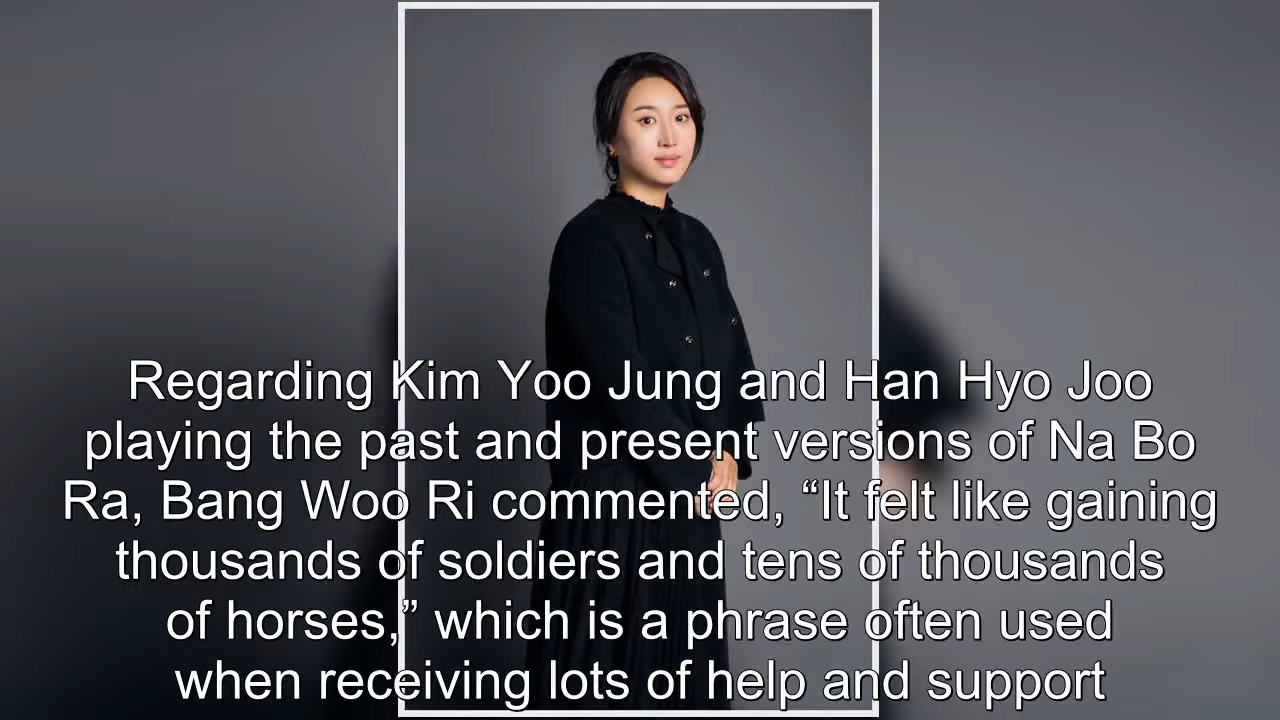 Regarding Kim Yoo Jung and Han Hyo Joo
playing the past and present versions of Na Bo
Ra, Bang Woo Ri commented, “It felt like gaining
thousands of soldiers and tens of thousands
of horses,” which is a phrase often used
when receiving lots of help and support